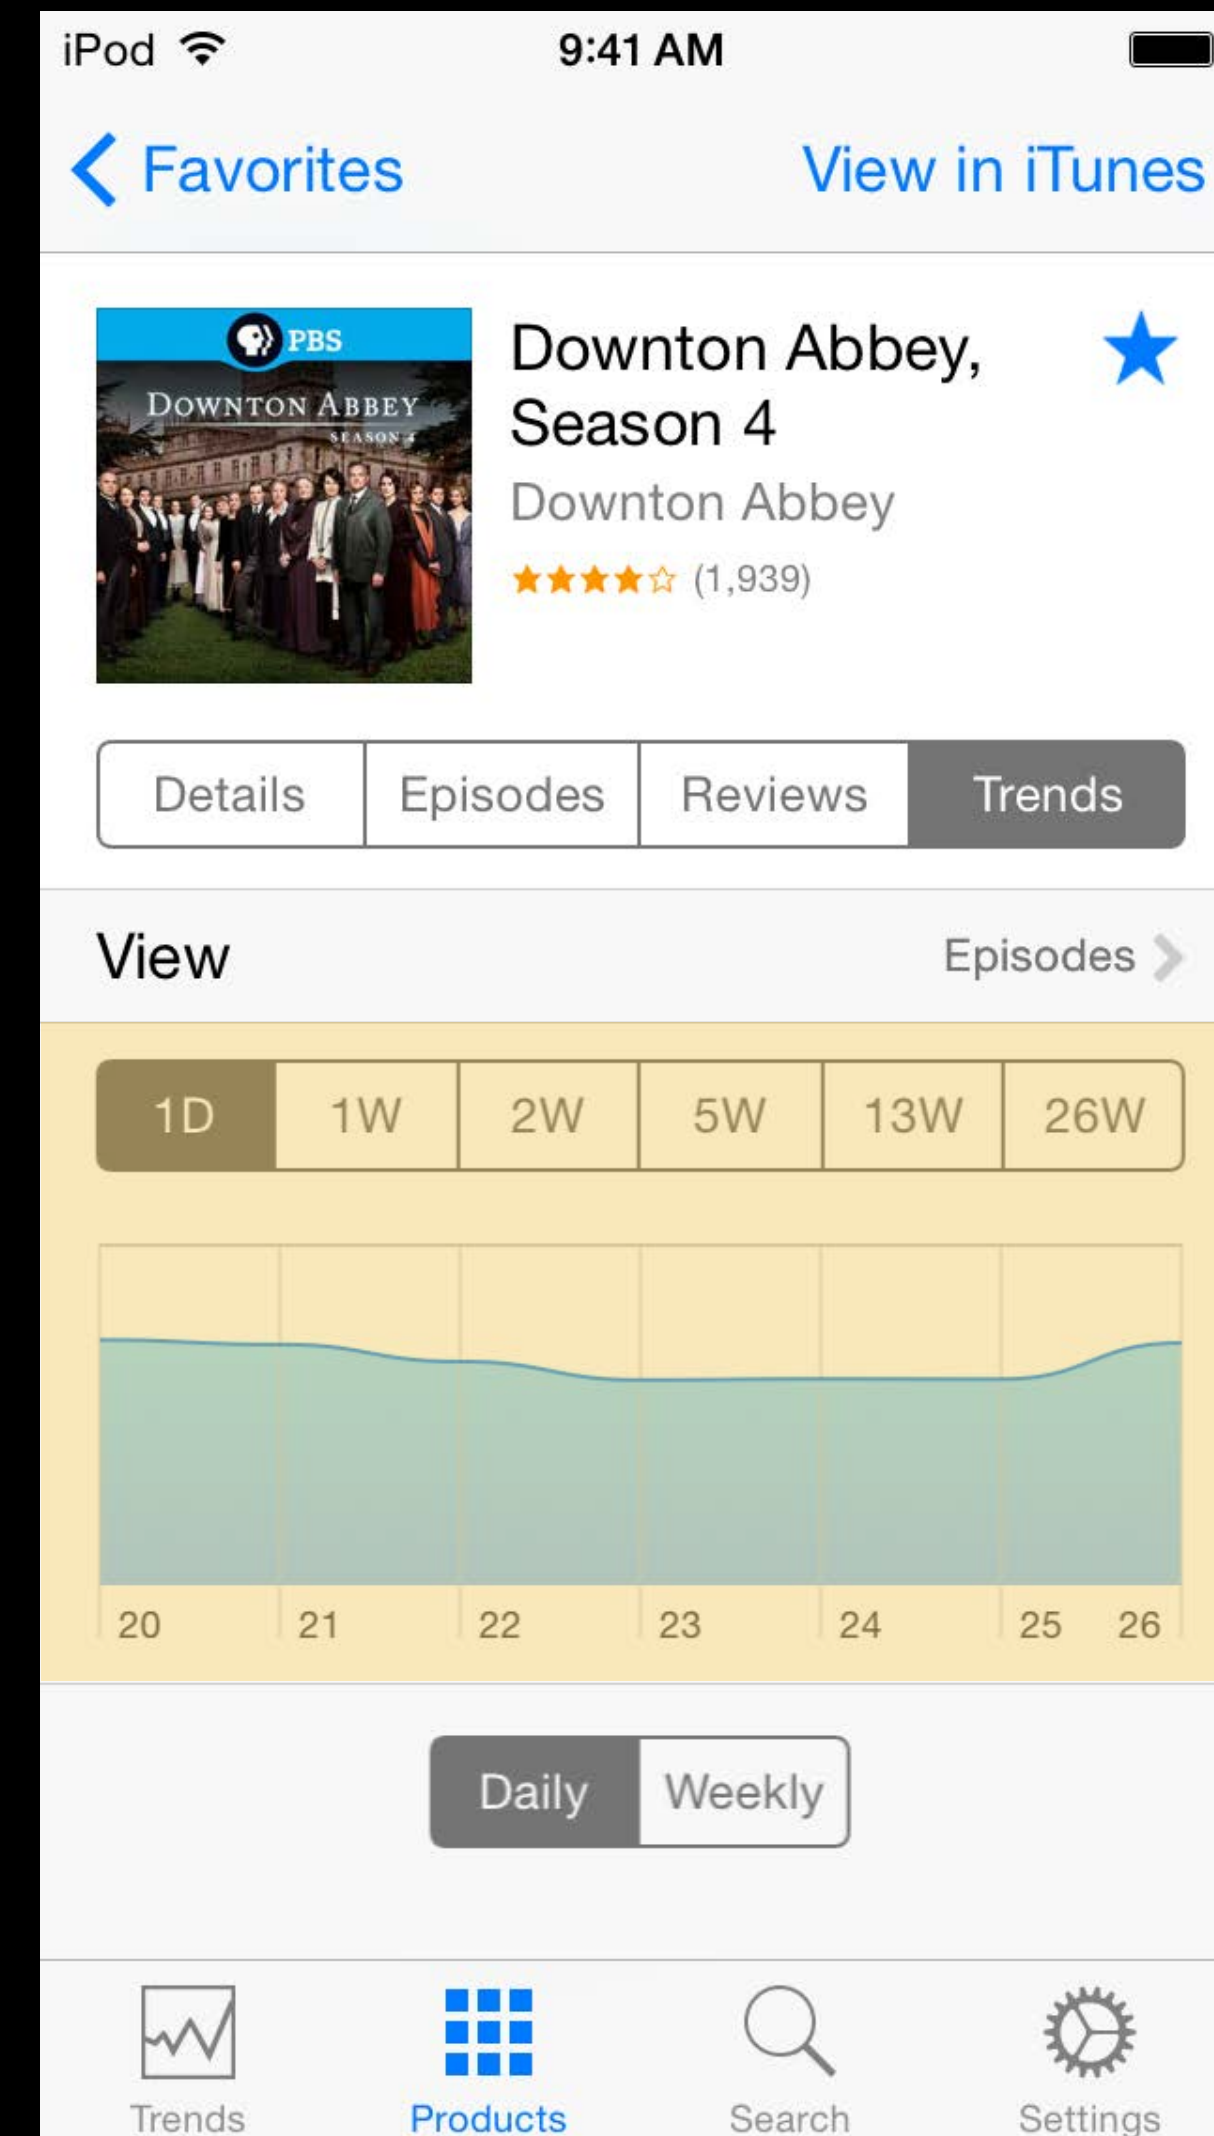 iPod 9:41 AM
Favorites View in iTunes
PBS
DOWNTON ABBEY
SEASON 4
Downton Abbey,
Season 4
Downton Abbey
(1,939)
Details Episodes Reviews Trends
View Episodes
1D 1W 2W 5W 13W 26W
20 21 22 23 24 25 26
Daily Weekly
Trends Products Search Settings